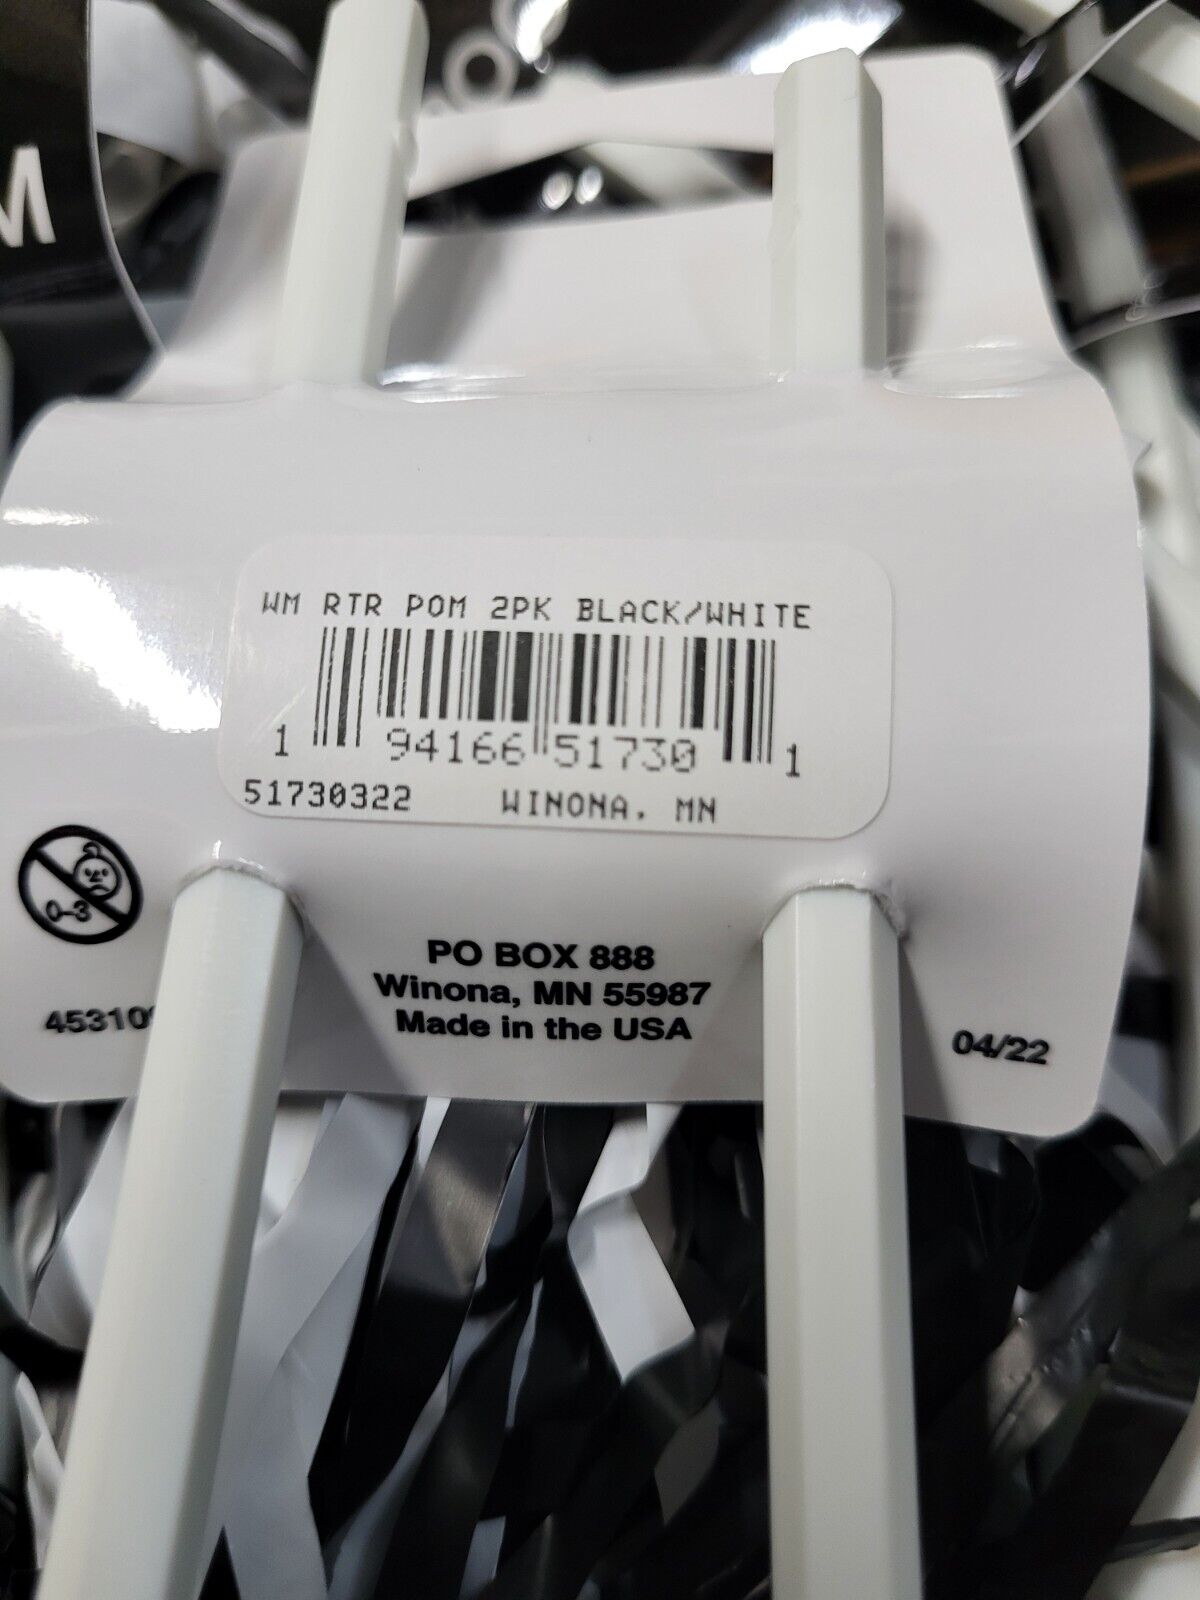 M
WM RTR POM 2PK BLACK/WHITE
1 94166 51730 1
51730322 WINONA, MN
0-3
PO BOX 888
Winona, MN 55987
Made in the USA
04/22